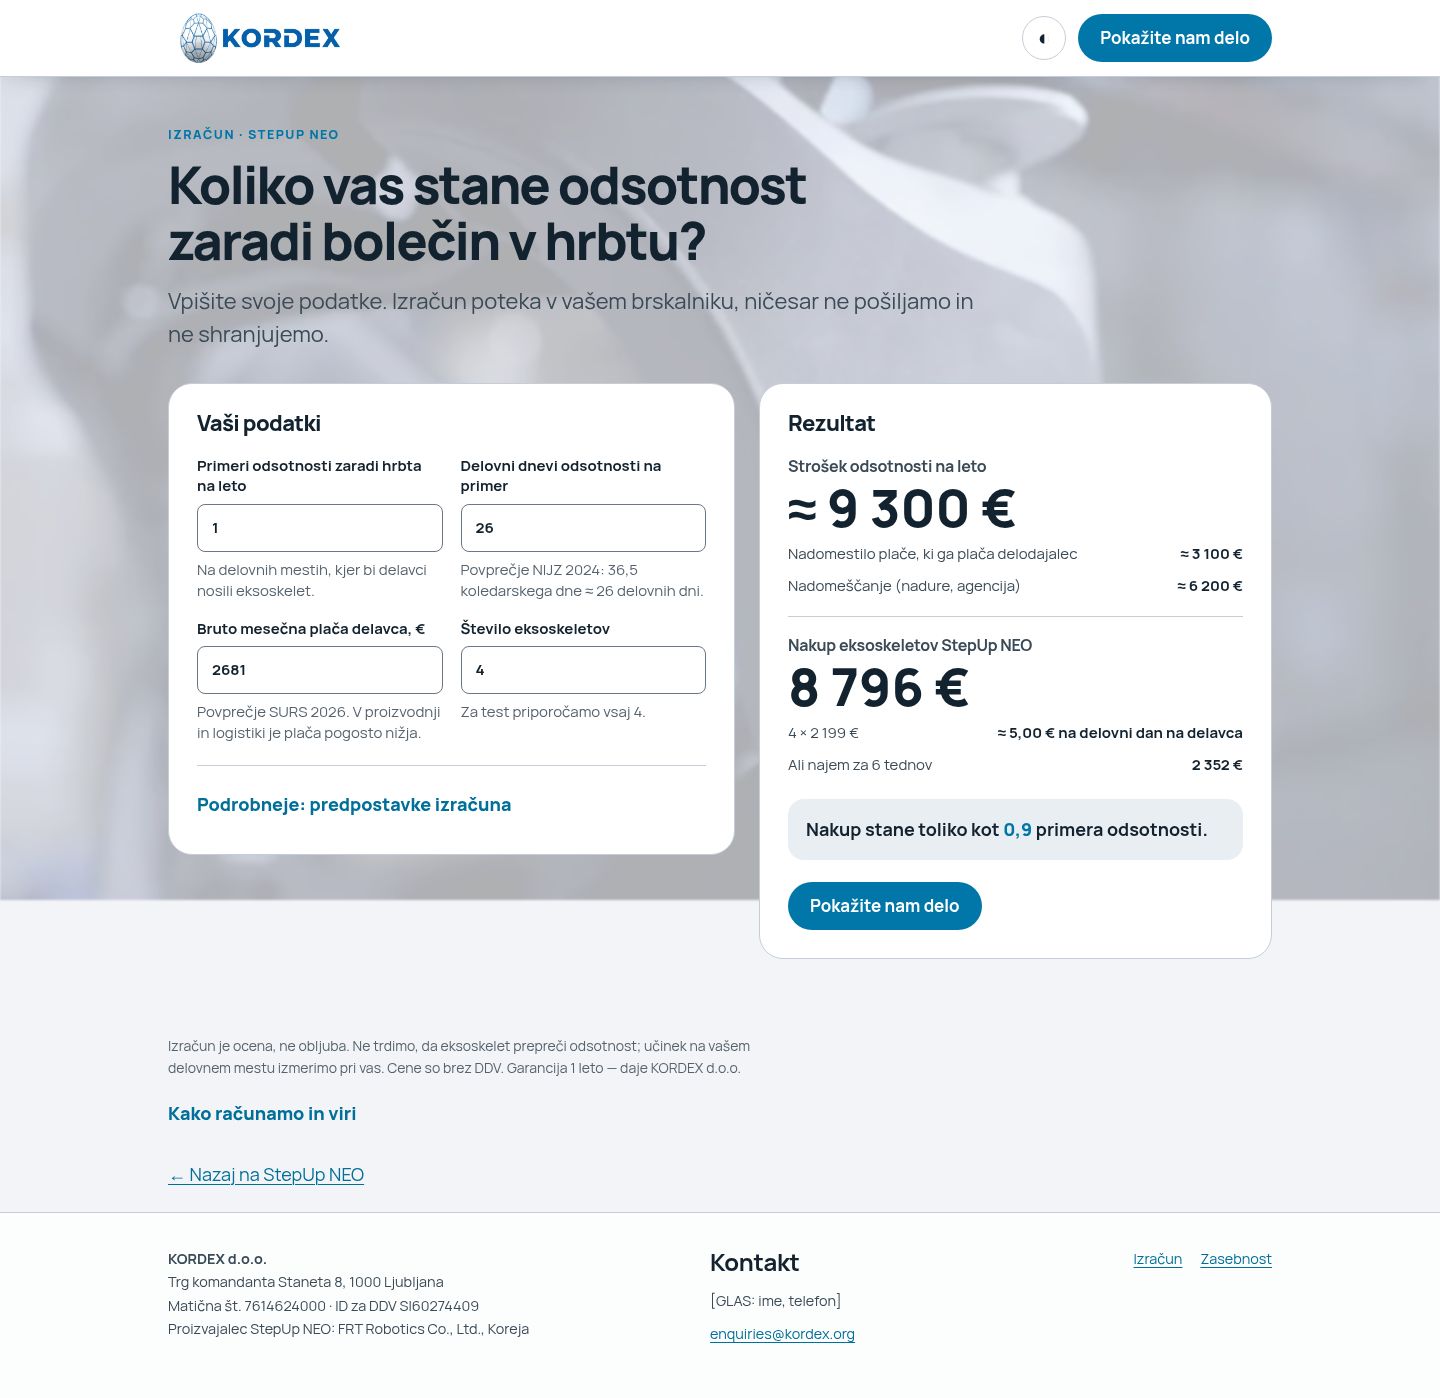 KORDEX
Pokažite nam delo
IZRAČUN · STEPUP NEO
Koliko vas stane odsotnost
zaradi bolečin v hrbtu?
Vpišite svoje podatke. Izračun poteka v vašem brskalniku, ničesar ne pošiljamo in
ne shranjujemo.
Vaši podatki
Primeri odsotnosti zaradi hrbta
na leto
1
Na delovnih mestih, kjer bi delavci
nosili eksoskelet.
Delovni dnevi odsotnosti na
primer
26
Povprečje NIJZ 2024: 36,5
koledarskega dne ≈ 26 delovnih dni.
Bruto mesečna plača delavca, €
2681
Povprečje SURS 2026. V proizvodnji
in logistiki je plača pogosto nižja.
Število eksoskeletov
4
Za test priporočamo vsaj 4.
Podrobneje: predpostavke izračuna
Rezultat
Strošek odsotnosti na leto
≈ 9 300 €
Nadomestilo plače, ki ga plača delodajalec ≈ 3 100 €
Nadomeščanje (nadure, agencija) ≈ 6 200 €
Nakup eksoskeletov StepUp NEO
8 796 €
4 × 2 199 € ≈ 5,00 € na delovni dan na delavca
Ali najem za 6 tednov 2 352 €
Nakup stane toliko kot 0,9 primera odsotnosti.
Pokažite nam delo
Izračun je ocena, ne obljuba. Ne trdimo, da eksoskelet prepreči odsotnost; učinek na vašem
delovnem mestu izmerimo pri vas. Cene so brez DDV. Garancija 1 leto — daje KORDEX d.o.o.
Kako računamo in viri
← Nazaj na StepUp NEO
KORDEX d.o.o.
Trg komandanta Staneta 8, 1000 Ljubljana
Matična št. 7614624000 · ID za DDV SI60274409
Proizvajalec StepUp NEO: FRT Robotics Co., Ltd., Koreja
Kontakt
[GLAS: ime, telefon]
enquiries@kordex.org
Izračun Zasebnost